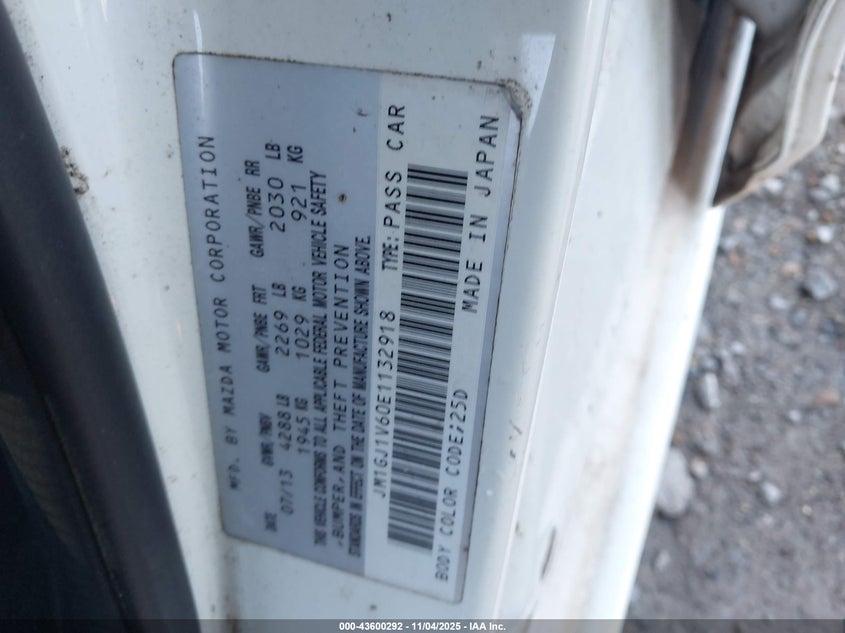 MFD. BY MAZDA MOTOR CORPORATION
DATE GVWR/PNBV GAWR/PNBE FRT GAWR/PNBE RR
07/13 4288 LB 2269 LB 2030 LB
1945 KG 1029 KG 921 KG
THIS VEHICLE CONFORMS TO ALL APPLICABLE FEDERAL MOTOR VEHICLE SAFETY
,BUMPER,AND THEFT PREVENTION
STANDARDS IN EFFECT ON THE DATE OF MANUFACTURE SHOWN ABOVE.
JM1GJ1V60E1132918 TYPE:PASS CAR
BODY COLOR CODE;25D MADE IN JAPAN
000-43600292 - 11/04/2025 - IAA Inc.